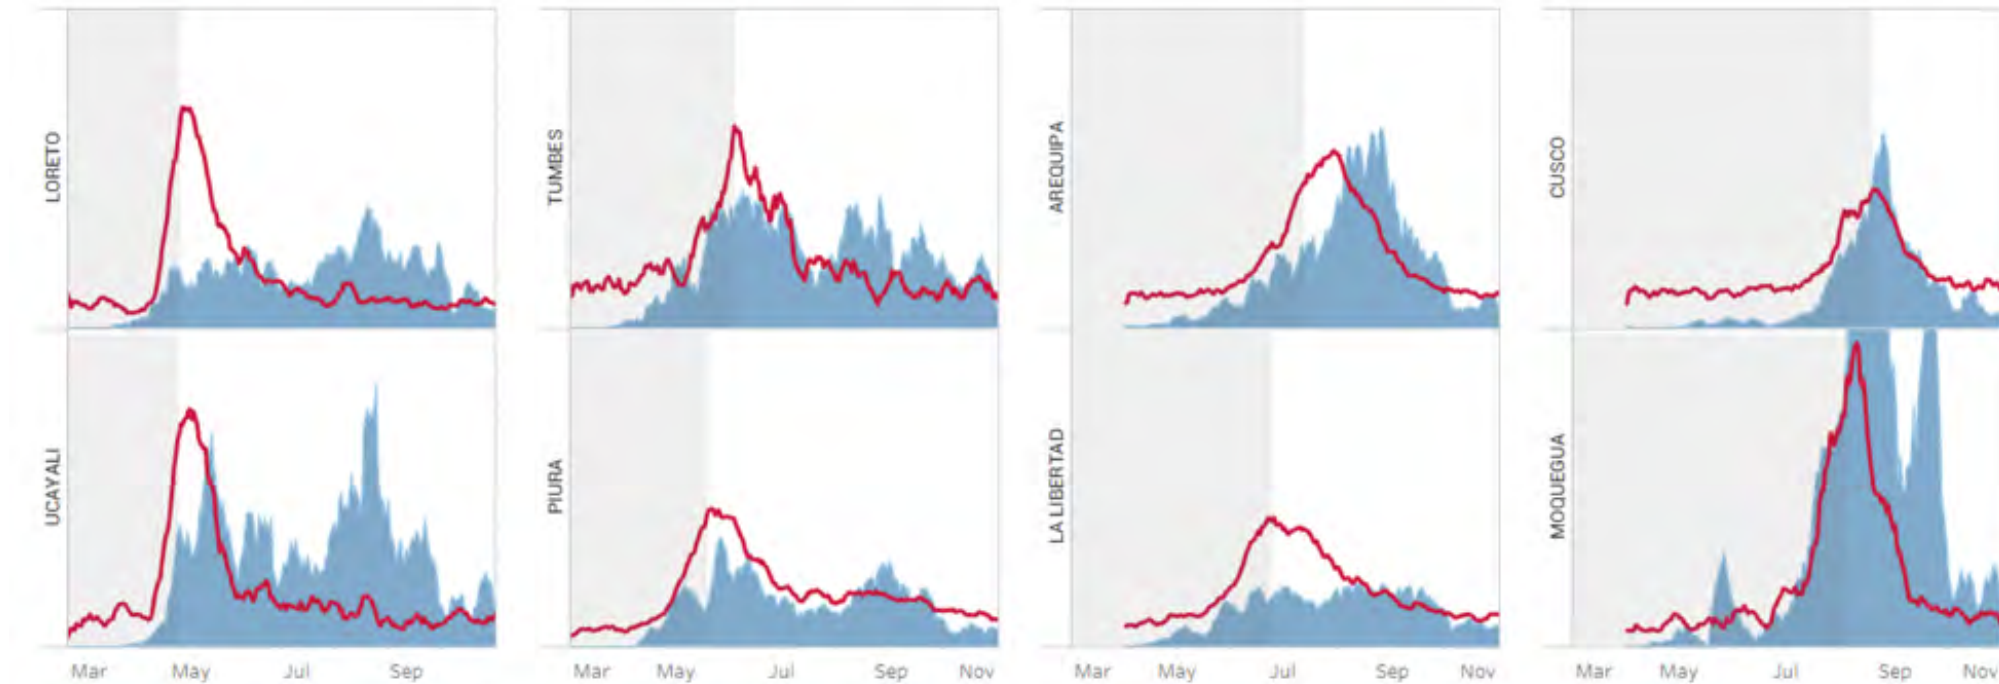 LORETO
TUMBES
AREQUIPA
CUSCO
UCAYALI
PIURA
LA LIBERTAD
MOQUEGUA
Mar May Jul Sep
Mar May Jul Sep Nov
Mar May Jul Sep Nov
Mar May Jul Sep Nov